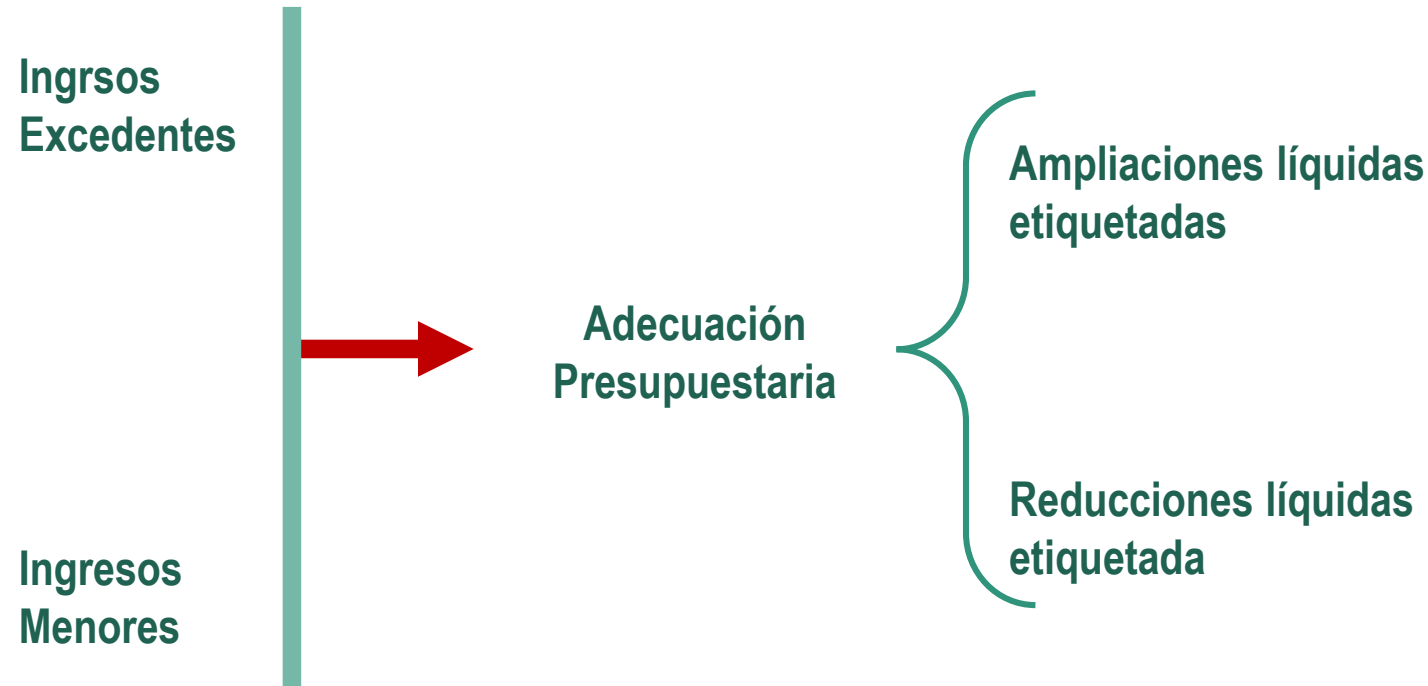 Ingrsos
Excedentes
Ingresos
Menores
Adecuación
Presupuestaria
Ampliaciones líquidas
etiquetadas
Reducciones líquidas
etiquetada